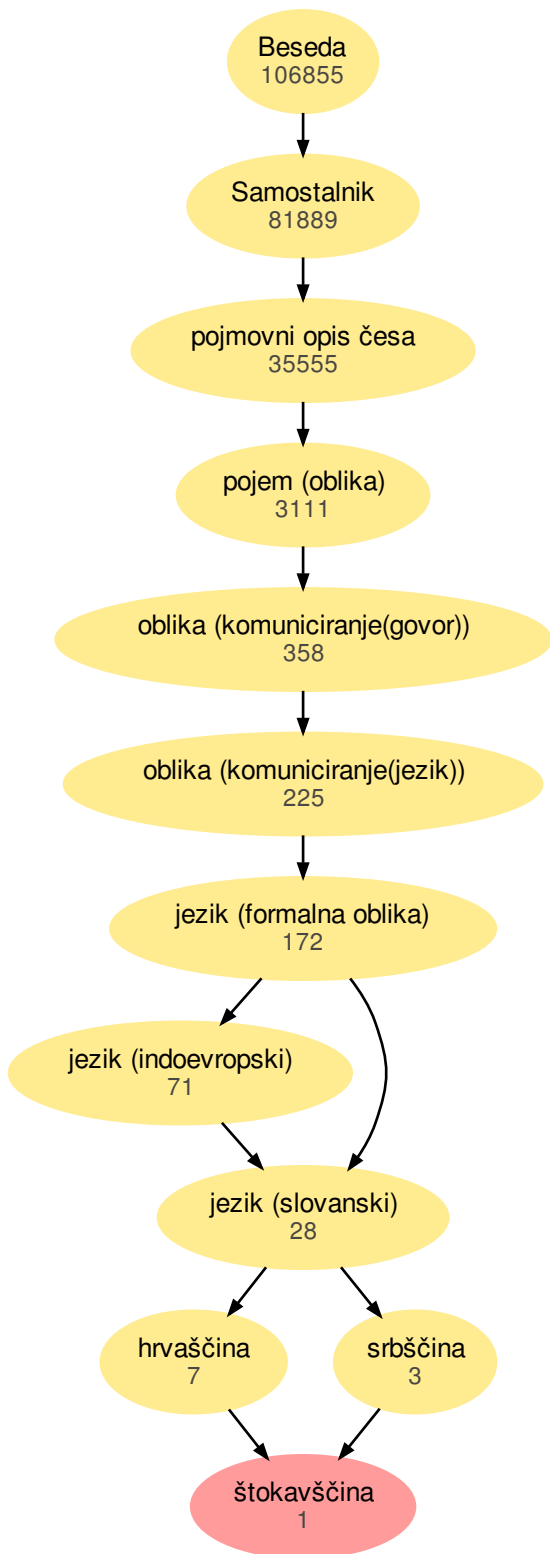 Beseda
106855
Samostalnik
81889
pojmovni opis česa
35555
pojem (oblika)
3111
oblika (komuniciranje(govor))
358
oblika (komuniciranje(jezik))
225
jezik (formalna oblika)
172
jezik (indoevropski)
71
jezik (slovanski)
28
hrvaščina
7
srbščina
3
štokavščina
1